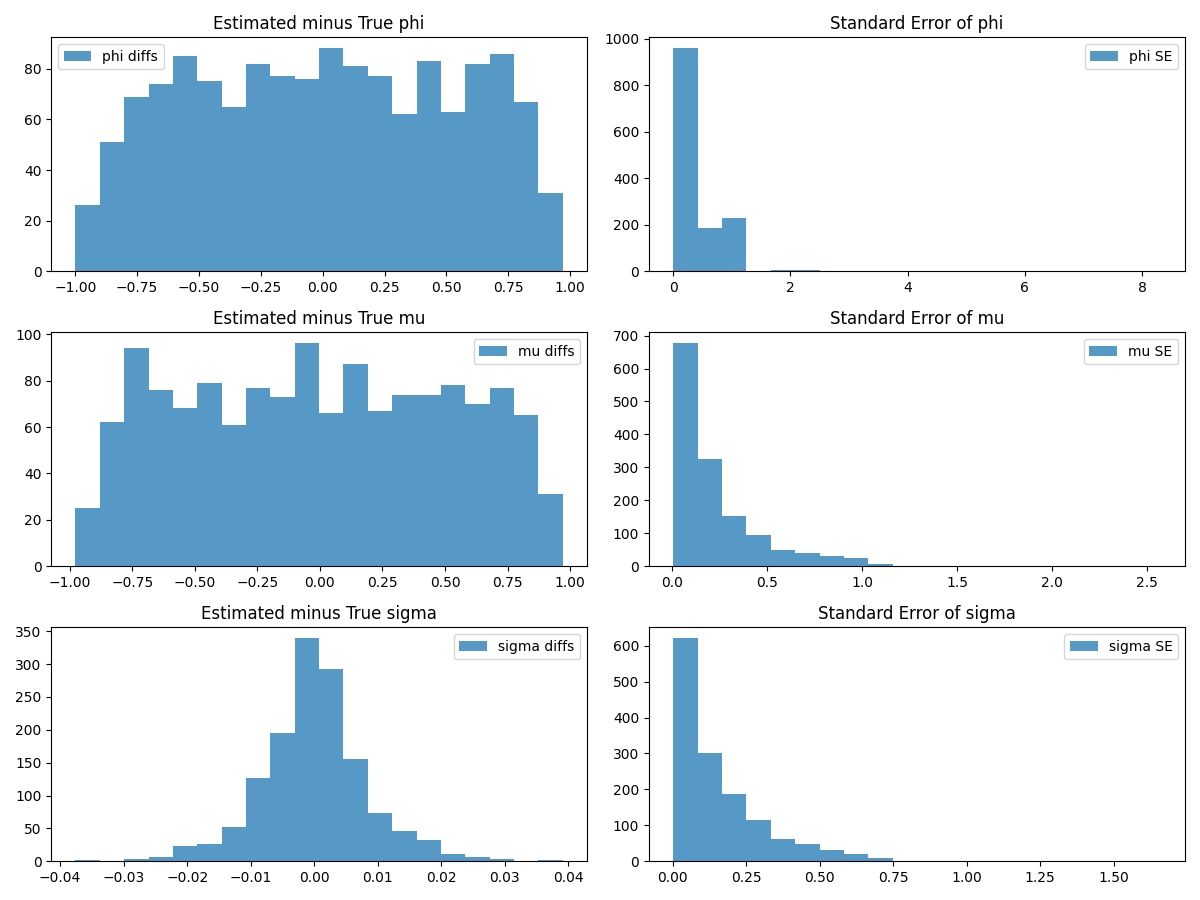 Estimated minus True phi
phi diffs
80
60
40
20
0
−1.00 −0.75 −0.50 −0.25 0.00 0.25 0.50 0.75 1.00
Standard Error of phi
phi SE
1000
800
600
400
200
0
0 2 4 6 8
Estimated minus True mu
mu diffs
100
80
60
40
20
0
−1.00 −0.75 −0.50 −0.25 0.00 0.25 0.50 0.75 1.00
Standard Error of mu
mu SE
700
600
500
400
300
200
100
0
0.0 0.5 1.0 1.5 2.0 2.5
Estimated minus True sigma
sigma diffs
350
300
250
200
150
100
50
0
−0.04 −0.03 −0.02 −0.01 0.00 0.01 0.02 0.03 0.04
Standard Error of sigma
sigma SE
600
500
400
300
200
100
0
0.00 0.25 0.50 0.75 1.00 1.25 1.50